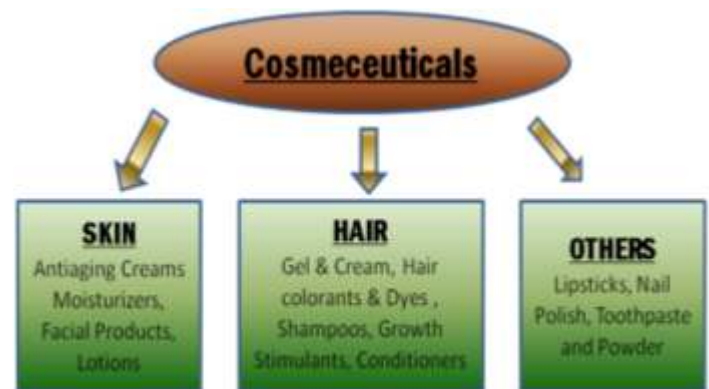 Cosmeceuticals
SKIN
Antiaging Creams
Moisturizers,
Facial Products,
Lotions
HAIR
Gel & Cream, Hair
colorants & Dyes ,
Shampoos, Growth
Stimulants, Conditioners
OTHERS
Lipsticks, Nail
Polish, Toothpaste
and Powder